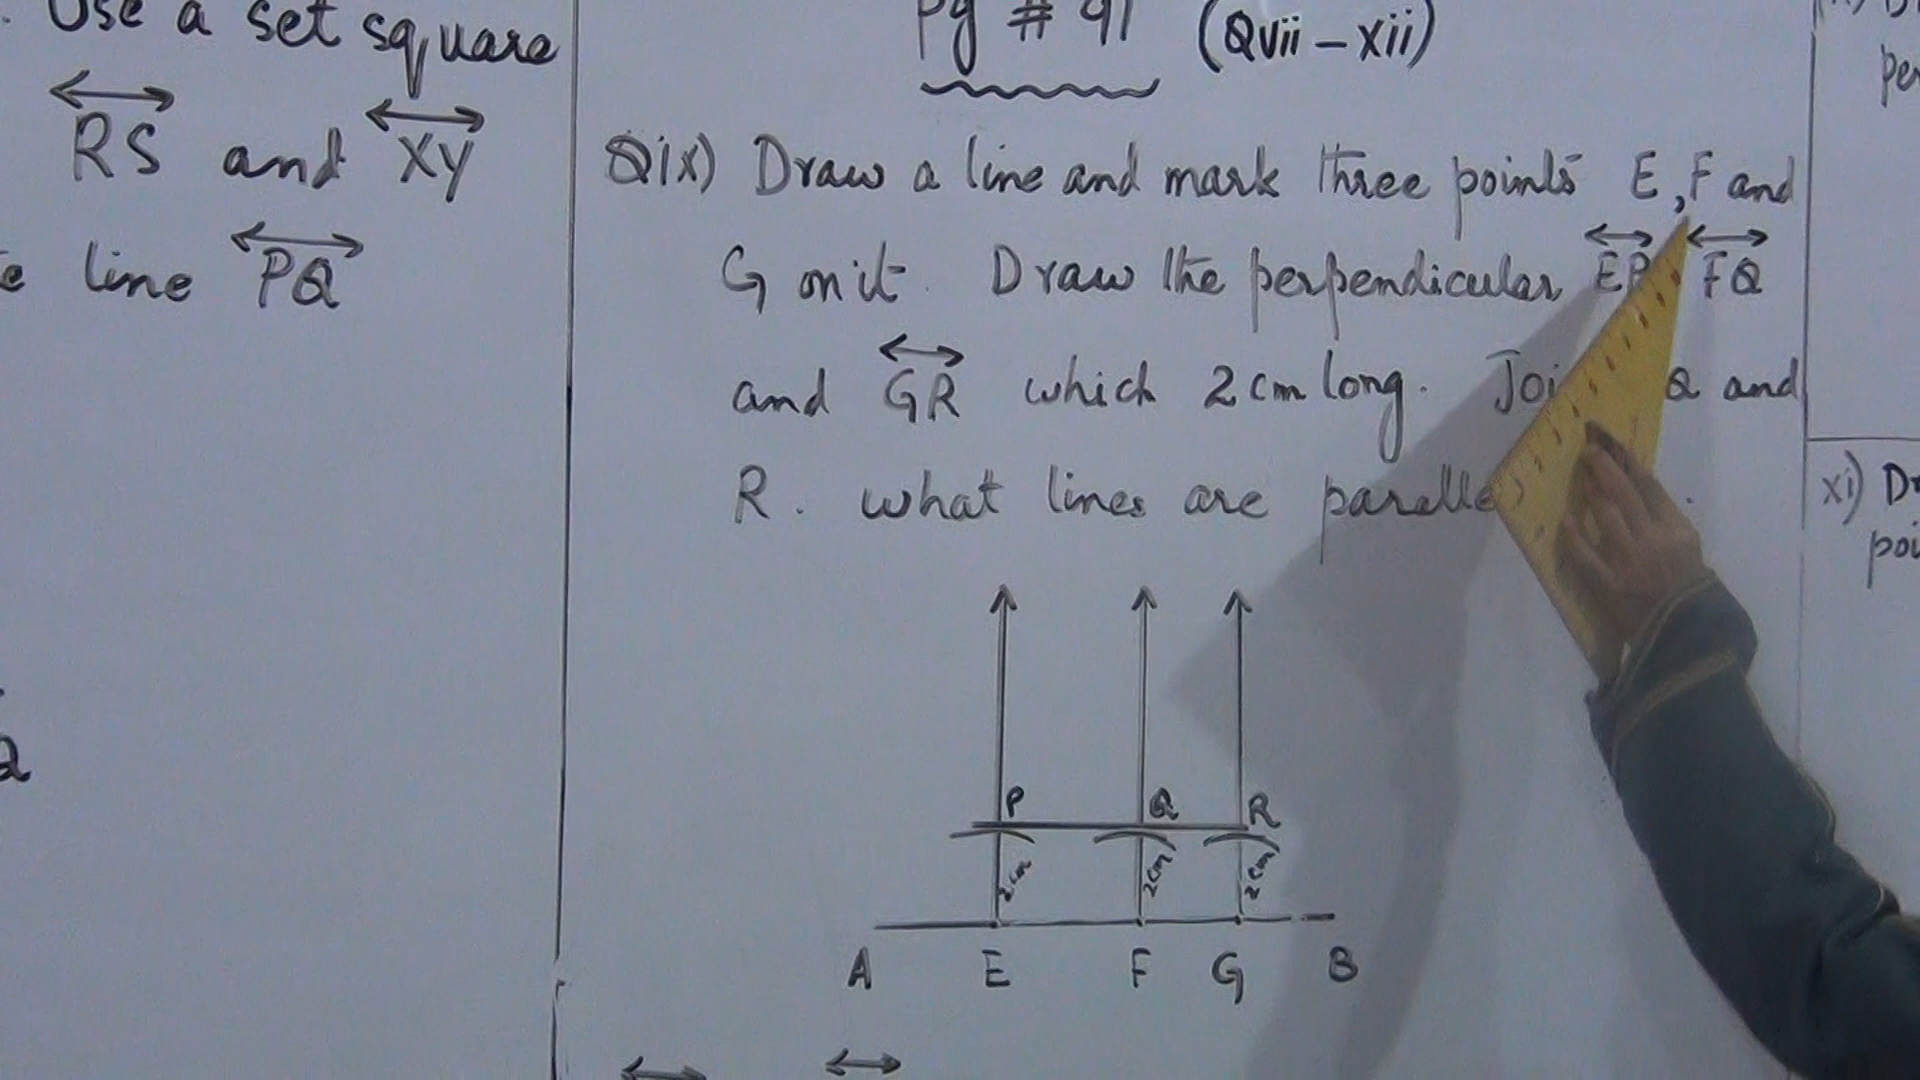 Use a set square
RS and XY
line PQ
Pg # 91 (Qvii – xii)
Qix) Draw a line and mark three points E, F and
G on it. Draw the perpendicular EP FQ
and GR which 2cm long. Q and
R. what lines are
P Q R
2cm 2cm 2cm
A E F G B
xi)